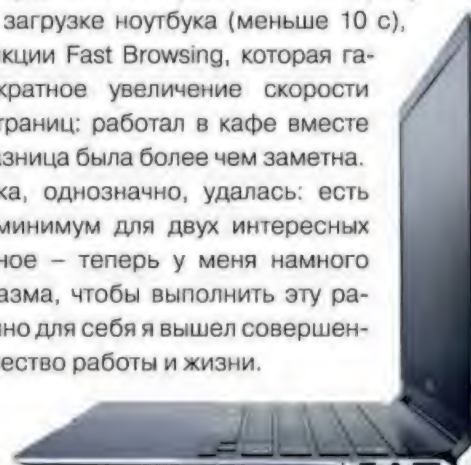 загрузке ноутбука (меньше 10 с),
кции Fast Browsing, которая га-
кратное увеличение скорости
траниц: работал в кафе вместе
азница была более чем заметна.
ка, однозначно, удалась: есть
минимум для двух интересных
ное – теперь у меня намного
азма, чтобы выполнить эту ра-
но для себя я вышел совершен-
ество работы и жизни.